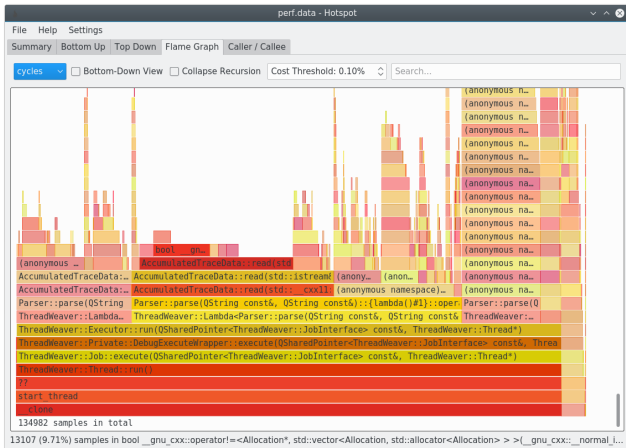 perf.data - Hotspot
File Help Settings
Summary Bottom Up Top Down Flame Graph Caller / Callee
cycles Bottom-Down View Collapse Recursion Cost Threshold: 0.10% Search...
(anonymous n…
(anonymous n…
(anonymous n…
(anonymous n…
(anonymous n…
(anonymous n…
(anonymous na…
(anonymous na…
(anonymous na…
(anonymous na…
(anonymous na…
(anonymous na…
bool __gn… (anonymous na…
(anonymous … AccumulatedTraceData::read(std (anonymous na…
AccumulatedTraceData:… AccumulatedTraceData::read(std::istream& (anony… (anon… (anonymous na…
AccumulatedTraceData:… AccumulatedTraceData::read(std::__cxx11: (anonymous namespace)… (anonymous na…
Parser::parse(QString Parser::parse(QString const&, QString const&)::{lambda()#1}::oper Parser::parse(Q
ThreadWeaver::Lambda… ThreadWeaver::Lambda<Parser::parse(QString const&, QString const& ThreadWeaver:…
ThreadWeaver::Executor::run(QSharedPointer<ThreadWeaver::JobInterface> const&, ThreadWeaver::Thread*)
ThreadWeaver::Private::DebugExecuteWrapper::execute(QSharedPointer<ThreadWeaver::JobInterface> const&, Threa
ThreadWeaver::Job::execute(QSharedPointer<ThreadWeaver::JobInterface> const&, ThreadWeaver::Thread*)
ThreadWeaver::Thread::run()
??
start_thread
__clone
134982 samples in total
13107 (9.71%) samples in bool __gnu_cxx::operator!=<Allocation*, std::vector<Allocation, std::allocator<Allocation> > >(__gnu_cxx::__normal_i…